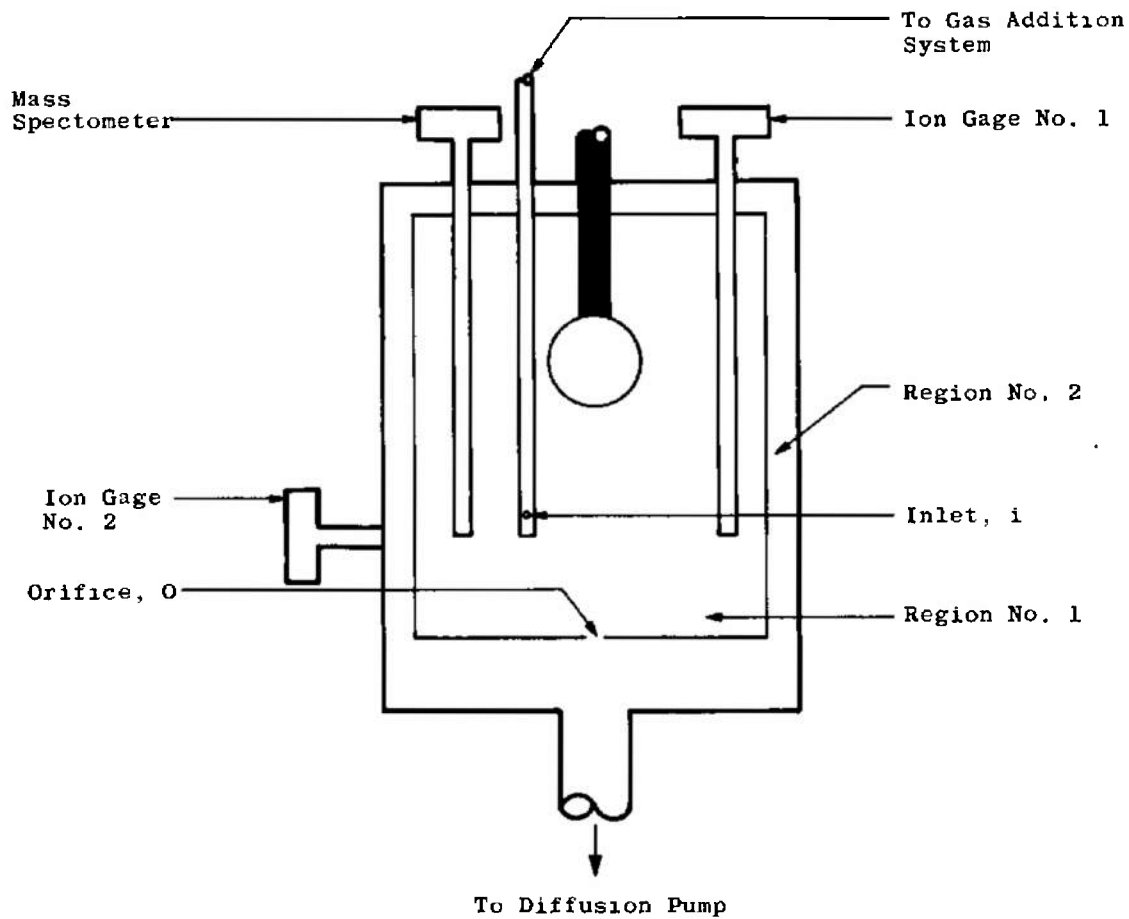 To Gas Addition
System
Mass
Spectometer
Ion Gage No. 1
Region No. 2
Ion Gage
No. 2
Inlet, i
Orifice, O
Region No. 1
To Diffusion Pump